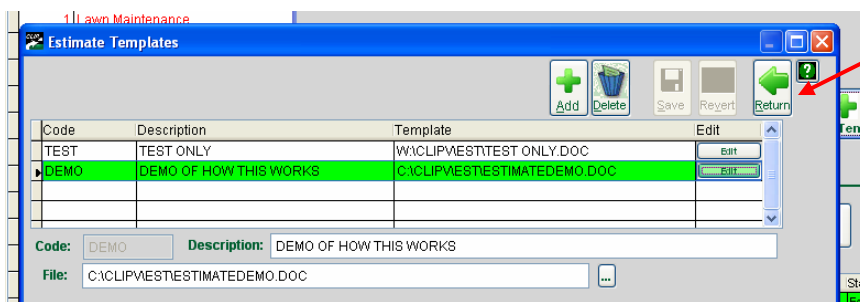 1 Lawn Maintenance
CLIP Estimate Templates
Add Delete Save Revert Return
Code Description Template Edit
TEST TEST ONLY W:\CLIPV\EST\TEST ONLY.DOC Edit
DEMO DEMO OF HOW THIS WORKS C:\CLIPV\EST\ESTIMATEDEMO.DOC Edit
Code: DEMO Description: DEMO OF HOW THIS WORKS
File: C:\CLIPV\EST\ESTIMATEDEMO.DOC ...